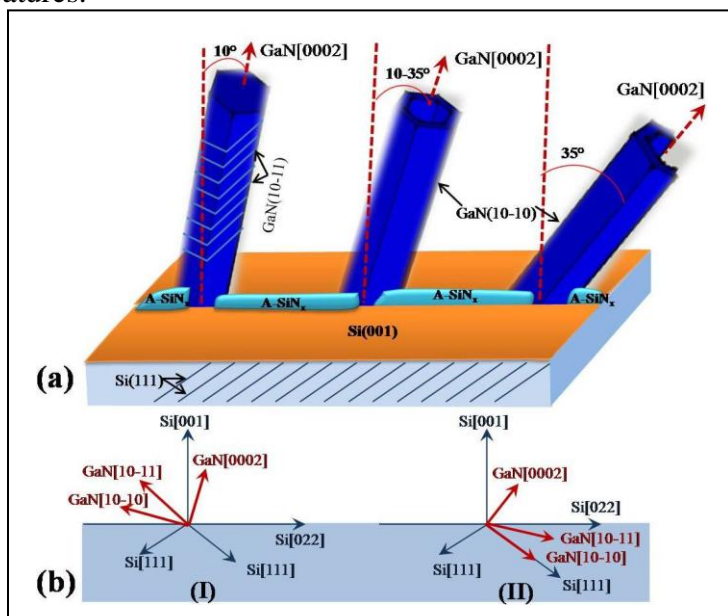 atures.
10°
GaN[0002]
10-35°
GaN[0002]
GaN[0002]
35°
GaN(10-11)
GaN(10-10)
A-SiNx
A-SiNx
A-SiNx
A-SiNx
Si(001)
(a)
Si(111)
Si[001]
Si[001]
GaN[10-11]
GaN[0002]
GaN[0002]
GaN[10-10]
Si[022]
Si[022]
GaN[10-11]
Si[111]
Si[111]
Si[111]
GaN[10-10]
Si[111]
(b)
(I)
(II)